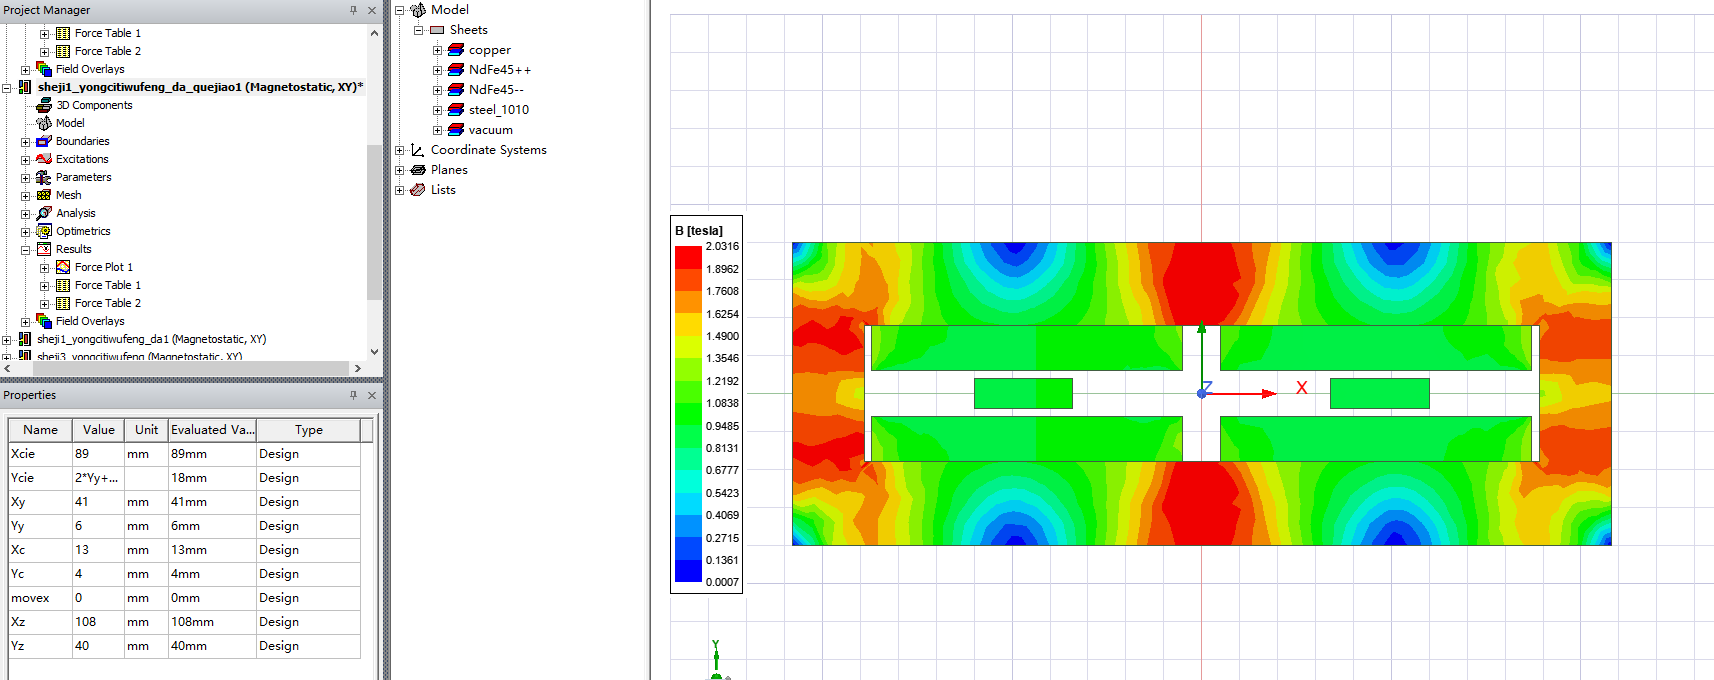 Project Manager
Force Table 1
Force Table 2
Field Overlays
sheji1_yongcitiwufeng_da_quejiao1 (Magnetostatic, XY)*
3D Components
Model
Boundaries
Excitations
Parameters
Mesh
Analysis
Optimetrics
Results
Force Plot 1
Force Table 1
Force Table 2
Field Overlays
sheji1_yongcitiwufeng_da1 (Magnetostatic, XY)
sheji3_yongcitiwufeng (Magnetostatic, XY)
Properties
Name Value Unit Evaluated Va... Type
Xcie 89 mm 89mm Design
Ycie 2*Yy+... 18mm Design
Xy 41 mm 41mm Design
Yy 6 mm 6mm Design
Xc 13 mm 13mm Design
Yc 4 mm 4mm Design
movex 0 mm 0mm Design
Xz 108 mm 108mm Design
Yz 40 mm 40mm Design
Model
Sheets
copper
NdFe45++
NdFe45--
steel_1010
vacuum
Coordinate Systems
Planes
Lists
B [tesla]
2.0316
1.8962
1.7608
1.6254
1.4900
1.3546
1.2192
1.0838
0.9485
0.8131
0.6777
0.5423
0.4069
0.2715
0.1361
0.0007
Z
X
Y